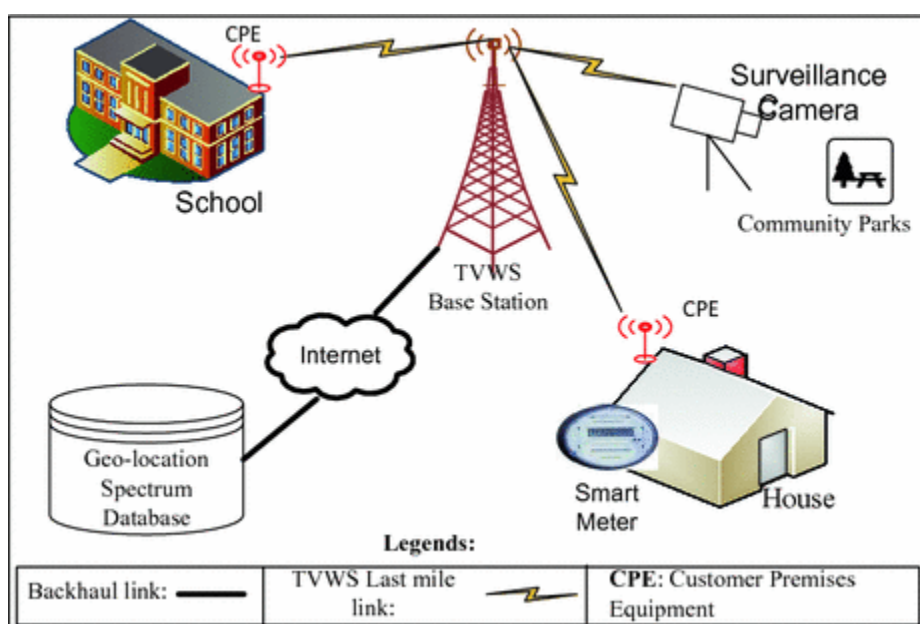 CPE
School
Surveillance
Camera
Community Parks
TVWS
Base Station
Internet
CPE
Geo-location
Spectrum
Database
Smart
Meter
House
Legends:
Backhaul link:
TVWS Last mile
link:
CPE: Customer Premises
Equipment